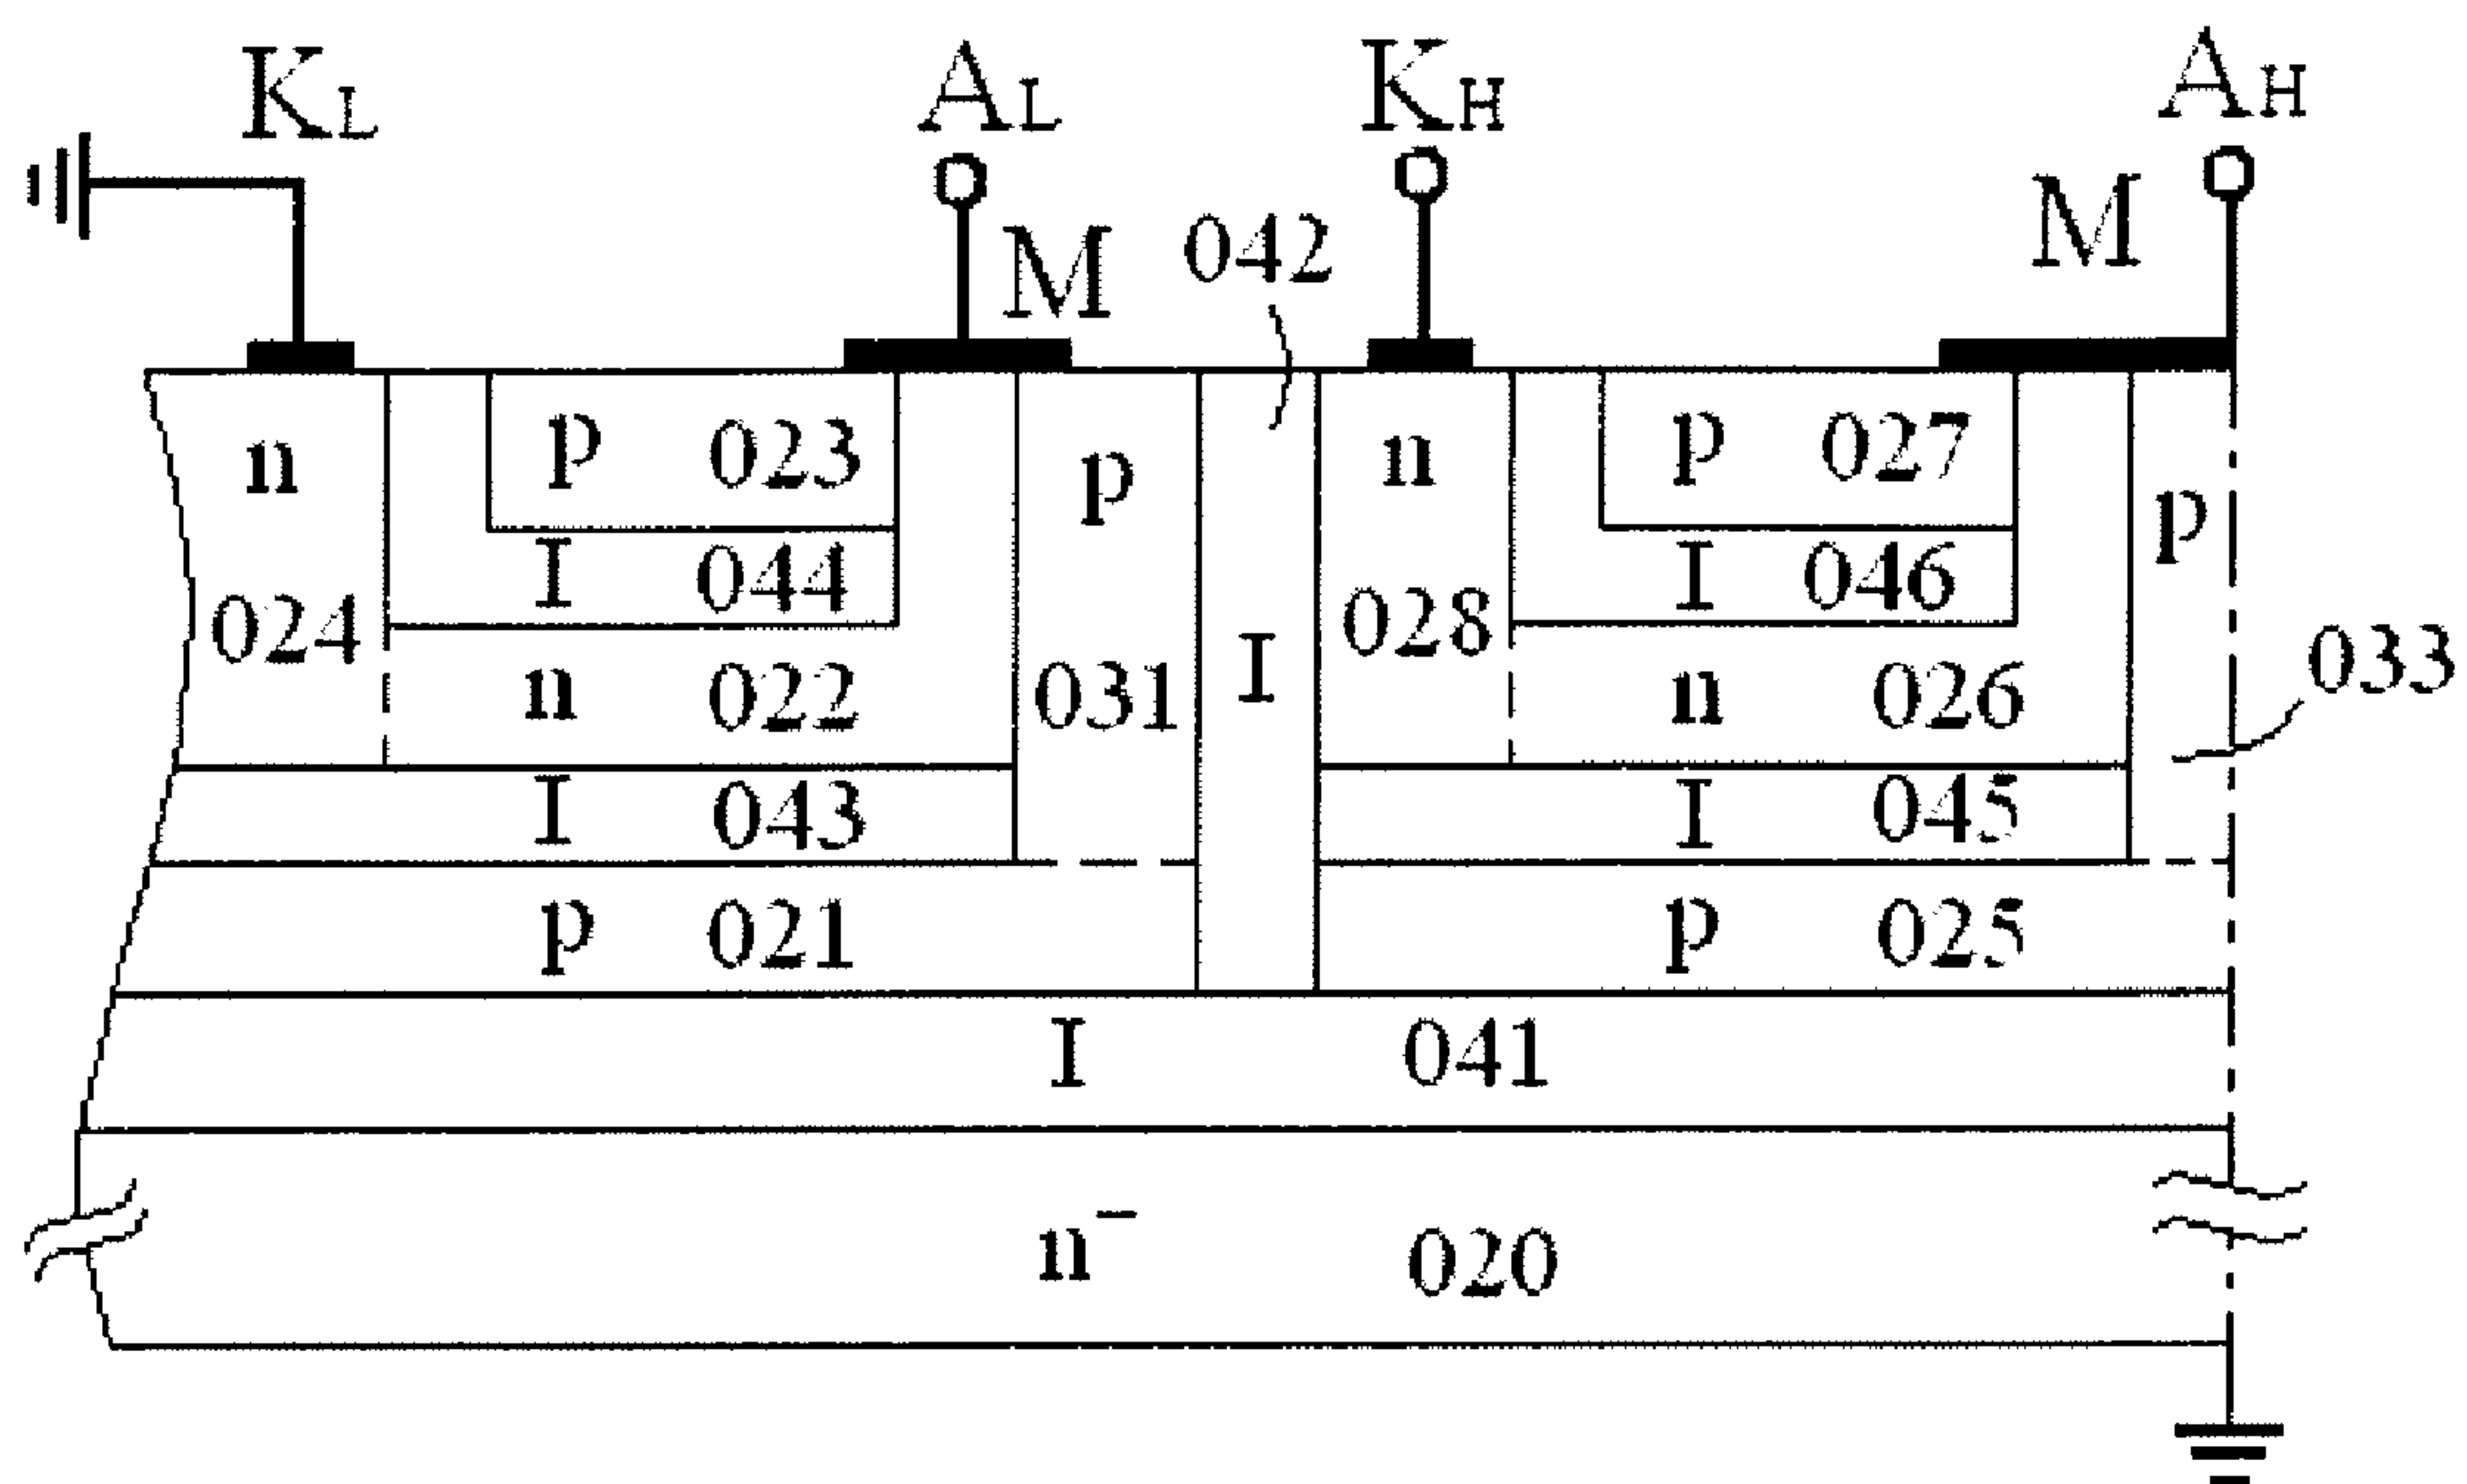 KL AL KH AH
M 042 M
n p 023 p n p 027 p
I 044 I 046
024 n 022 031 I 028 n 026 033
I 043 I 045
p 021 p 025
I 041
n⁻ 020